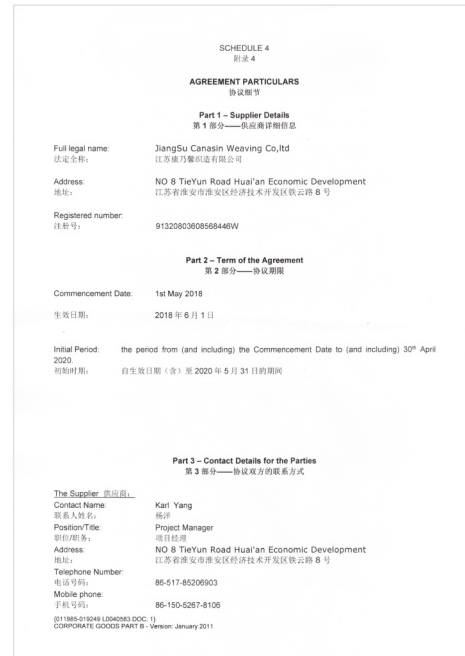 SCHEDULE 4
附录 4
AGREEMENT PARTICULARS
协议细节
Part 1 – Supplier Details
第 1 部分——供应商详细信息
Full legal name: JiangSu Canasin Weaving Co,ltd
法定全称: 江苏康乃馨织造有限公司
Address: NO 8 TieYun Road Huai'an Economic Development
地址: 江苏省淮安市淮安区经济技术开发区铁云路 8 号
Registered number:
注册号: 91320803608568446W
Part 2 – Term of the Agreement
第 2 部分——协议期限
Commencement Date: 1st May 2018
生效日期: 2018 年 6 月 1 日
Initial Period: the period from (and including) the Commencement Date to (and including) 30th April
2020.
初始时期: 自生效日期（含）至 2020 年 5 月 31 日的期间
Part 3 – Contact Details for the Parties
第 3 部分——协议双方的联系方式
The Supplier 供应商:
Contact Name: Karl Yang
联系人姓名: 杨洋
Position/Title: Project Manager
职位/职务: 项目经理
Address: NO 8 TieYun Road Huai'an Economic Development
地址: 江苏省淮安市淮安区经济技术开发区铁云路 8 号
Telephone Number:
电话号码: 86-517-85206903
Mobile phone:
手机号码: 86-150-5267-8106
{011985-019249 L0040583.DOC; 1}
CORPORATE GOODS PART B - Version: January 2011